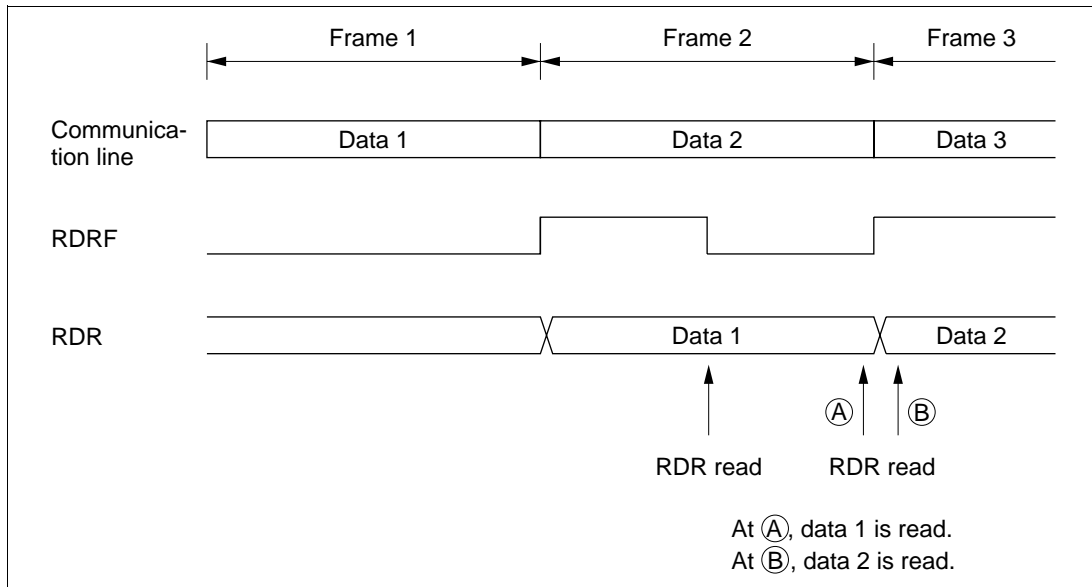 Frame 1 Frame 2 Frame 3
Communica-
tion line
Data 1 Data 2 Data 3
RDRF
RDR
Data 1 Data 2
A B
RDR read RDR read
At A, data 1 is read.
At B, data 2 is read.